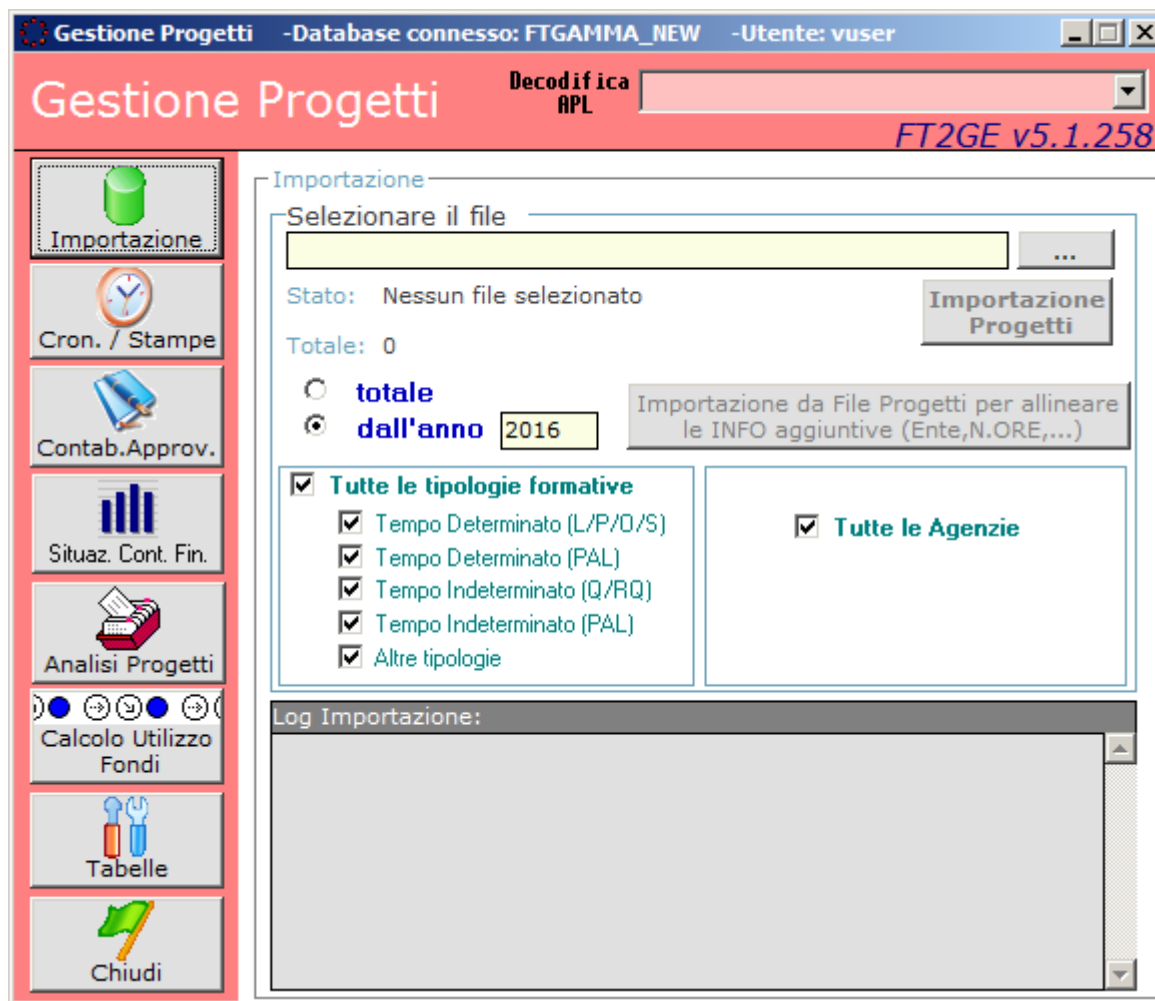 Gestione Progetti -Database connesso: FTGAMMA_NEW -Utente: vuser
Gestione Progetti
Decodifica
APL
FT2GE v5.1.258
Importazione
Cron. / Stampe
Contab.Approv.
Situaz. Cont. Fin.
Analisi Progetti
Calcolo Utilizzo
Fondi
Tabelle
Chiudi
Importazione
Selezionare il file
...
Stato: Nessun file selezionato
Importazione
Progetti
Totale: 0
totale
dall'anno 2016
Importazione da File Progetti per allineare
le INFO aggiuntive (Ente,N.ORE,...)
Tutte le tipologie formative
Tempo Determinato (L/P/O/S)
Tempo Determinato (PAL)
Tempo Indeterminato (Q/RQ)
Tempo Indeterminato (PAL)
Altre tipologie
Tutte le Agenzie
Log Importazione: